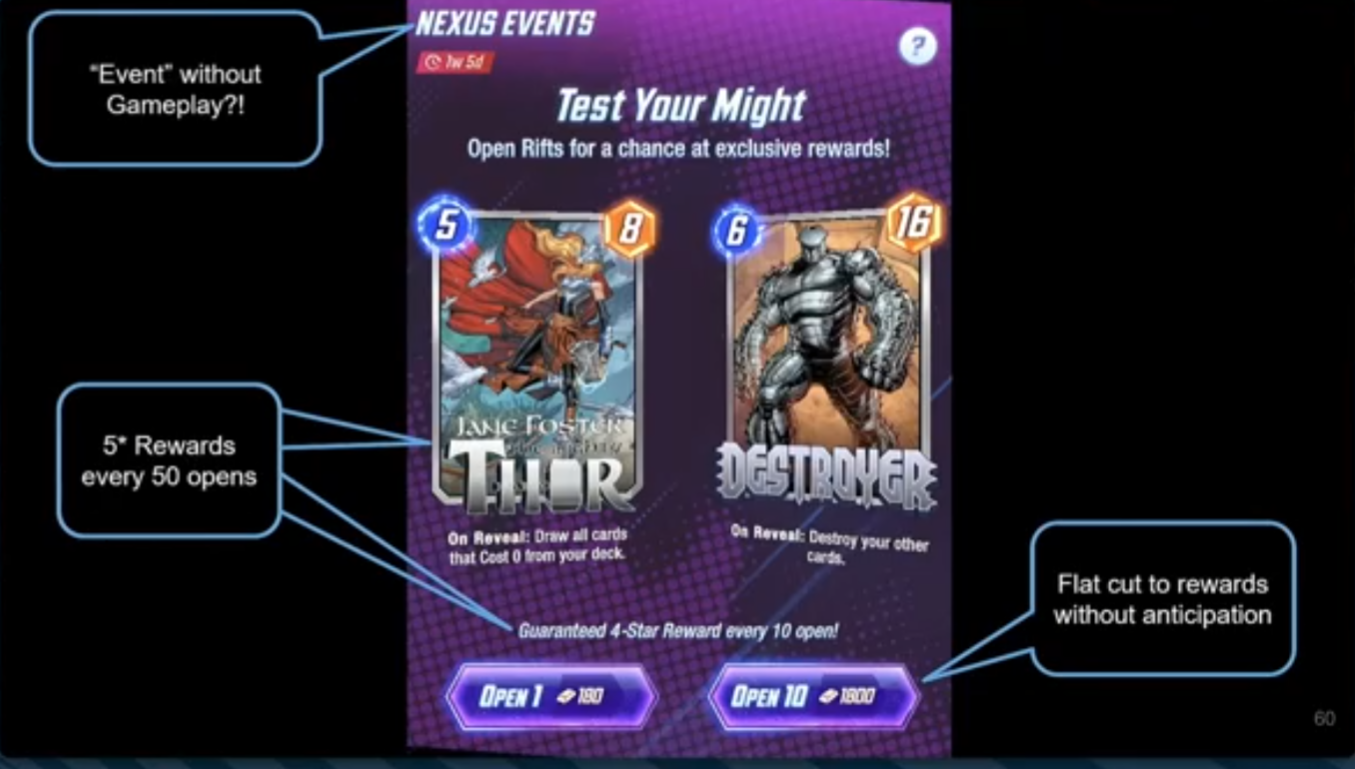 NEXUS EVENTS
1w 5d
?
"Event" without
Gameplay?!
Test Your Might
Open Rifts for a chance at exclusive rewards!
5
8
6
16
JANE FOSTER
THOR
DESTROYER
On Reveal: Draw all cards
that Cost 0 from your deck.
On Reveal: Destroy your other
cards.
5* Rewards
every 50 opens
Flat cut to rewards
without anticipation
Guaranteed 4-Star Reward every 10 open!
OPEN 1 180
OPEN 10 1800
60